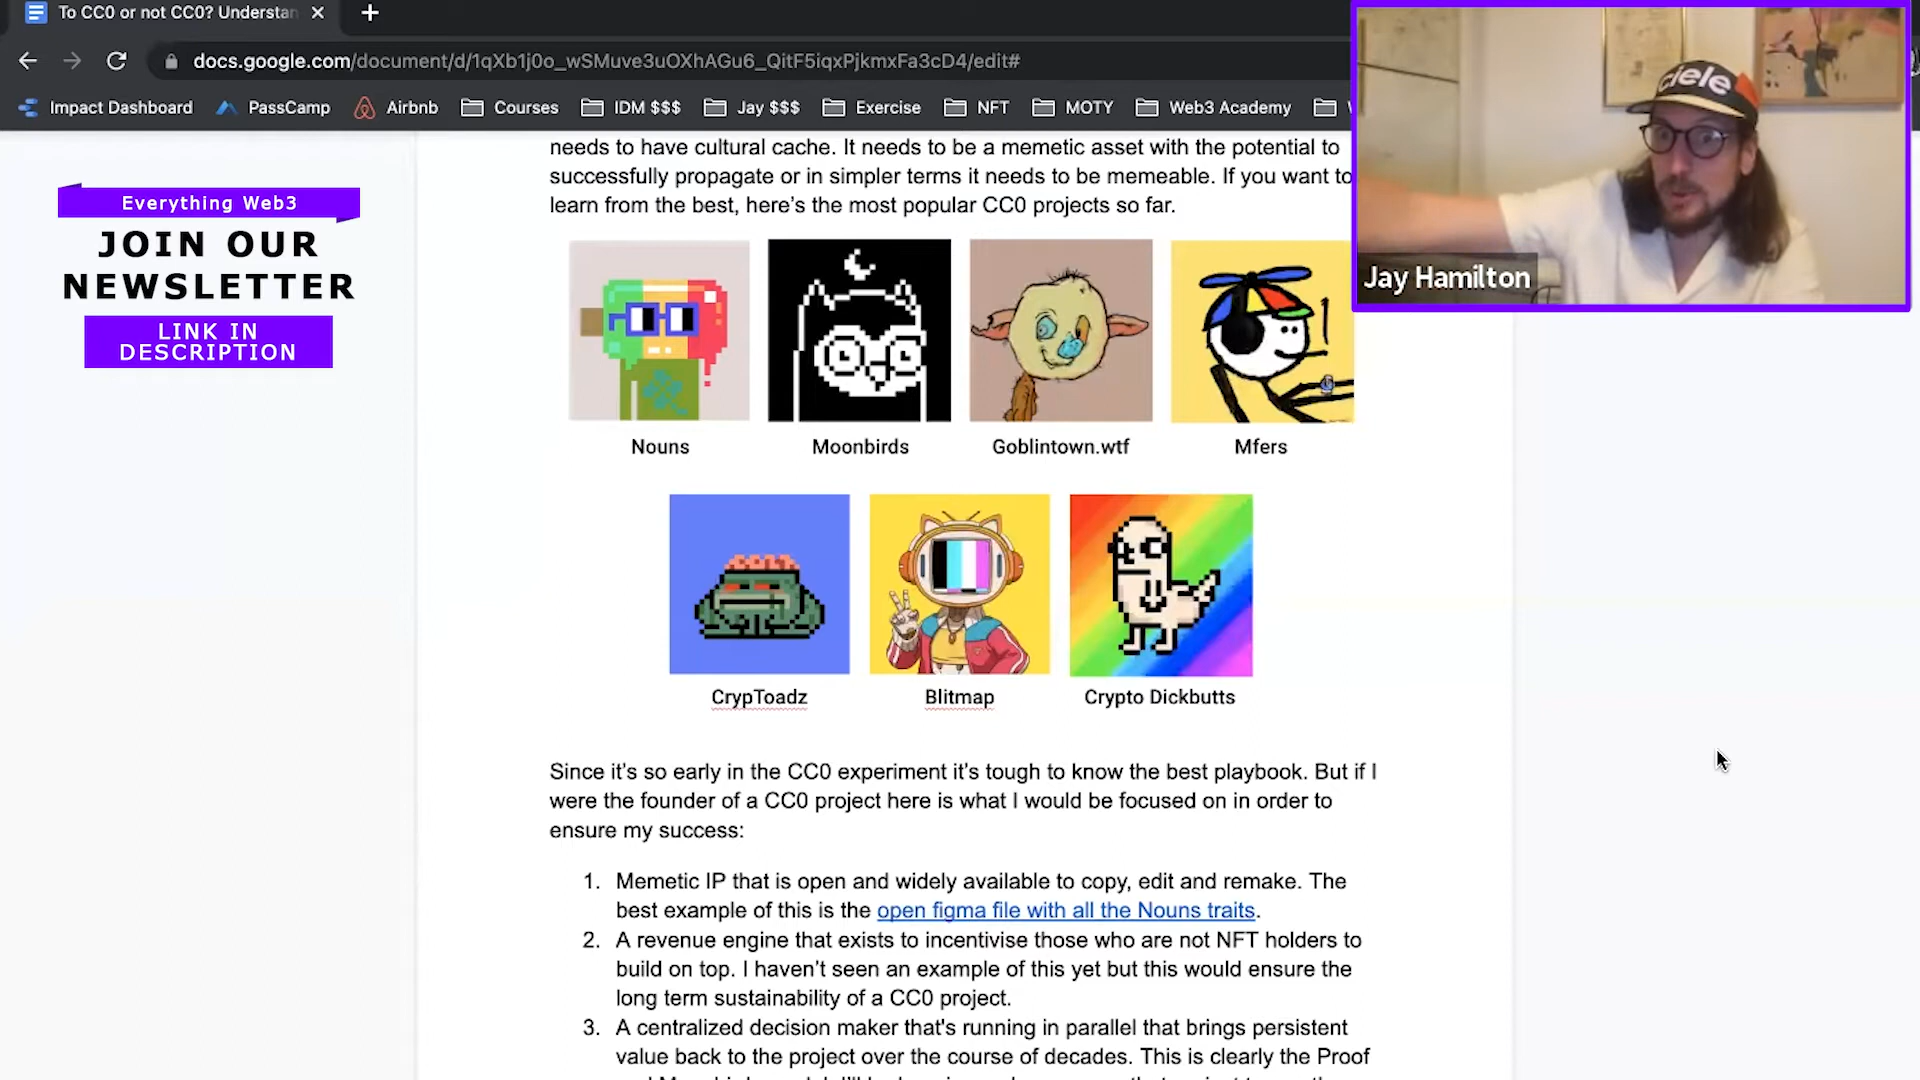 To CC0 or not CC0? Understan
docs.google.com/document/d/1qXb1j0o_wSMuve3uOXhAGu6_QitF5iqxPjkmxFa3cD4/edit#
Impact Dashboard PassCamp Airbnb Courses IDM $$$ Jay $$$ Exercise NFT MOTY Web3 Academy
ciele
Jay Hamilton
Everything Web3
JOIN OUR
NEWSLETTER
LINK IN
DESCRIPTION
needs to have cultural cache. It needs to be a memetic asset with the potential to
successfully propagate or in simpler terms it needs to be memeable. If you want to
learn from the best, here's the most popular CC0 projects so far.
Nouns Moonbirds Goblintown.wtf Mfers
CrypToadz Blitmap Crypto Dickbutts
Since it's so early in the CC0 experiment it's tough to know the best playbook. But if I
were the founder of a CC0 project here is what I would be focused on in order to
ensure my success:
1. Memetic IP that is open and widely available to copy, edit and remake. The
best example of this is the open figma file with all the Nouns traits.
2. A revenue engine that exists to incentivise those who are not NFT holders to
build on top. I haven't seen an example of this yet but this would ensure the
long term sustainability of a CC0 project.
3. A centralized decision maker that's running in parallel that brings persistent
value back to the project over the course of decades. This is clearly the Proof